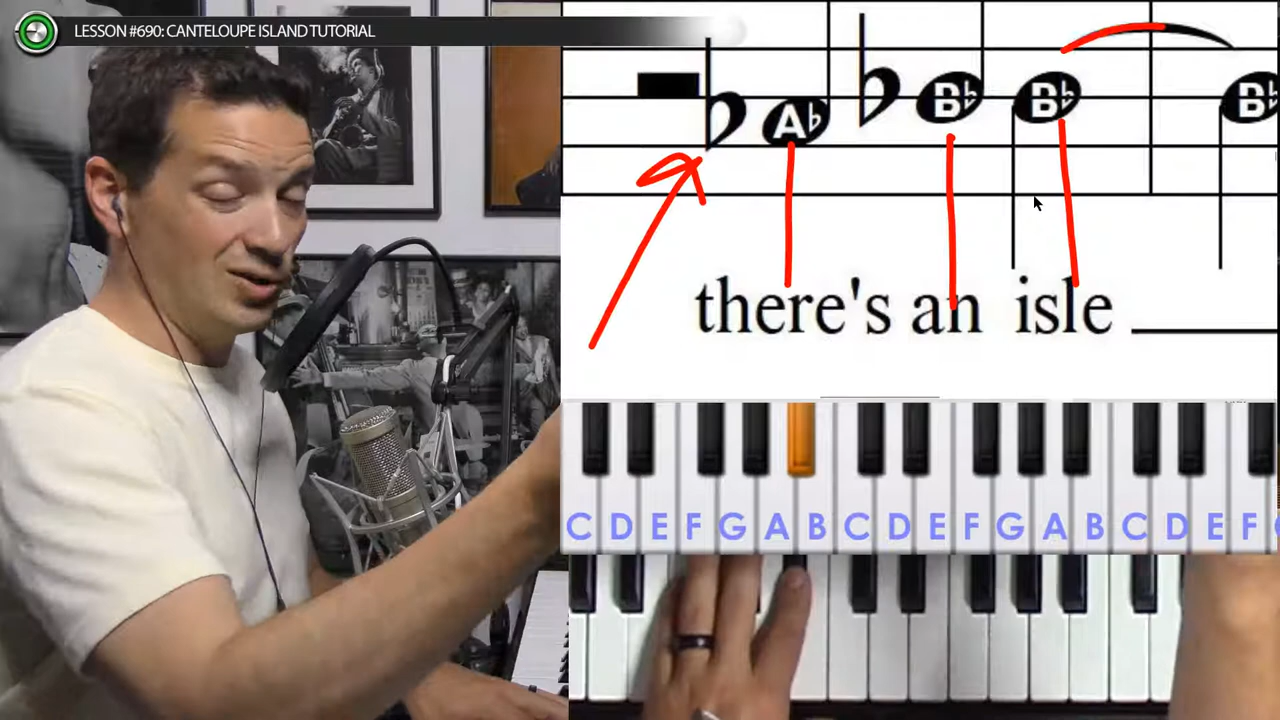 LESSON #690: CANTELOUPE ISLAND TUTORIAL
A♭ B♭ B♭ B♭
there's an isle
C D E F G A B C D E F G A B C D E F